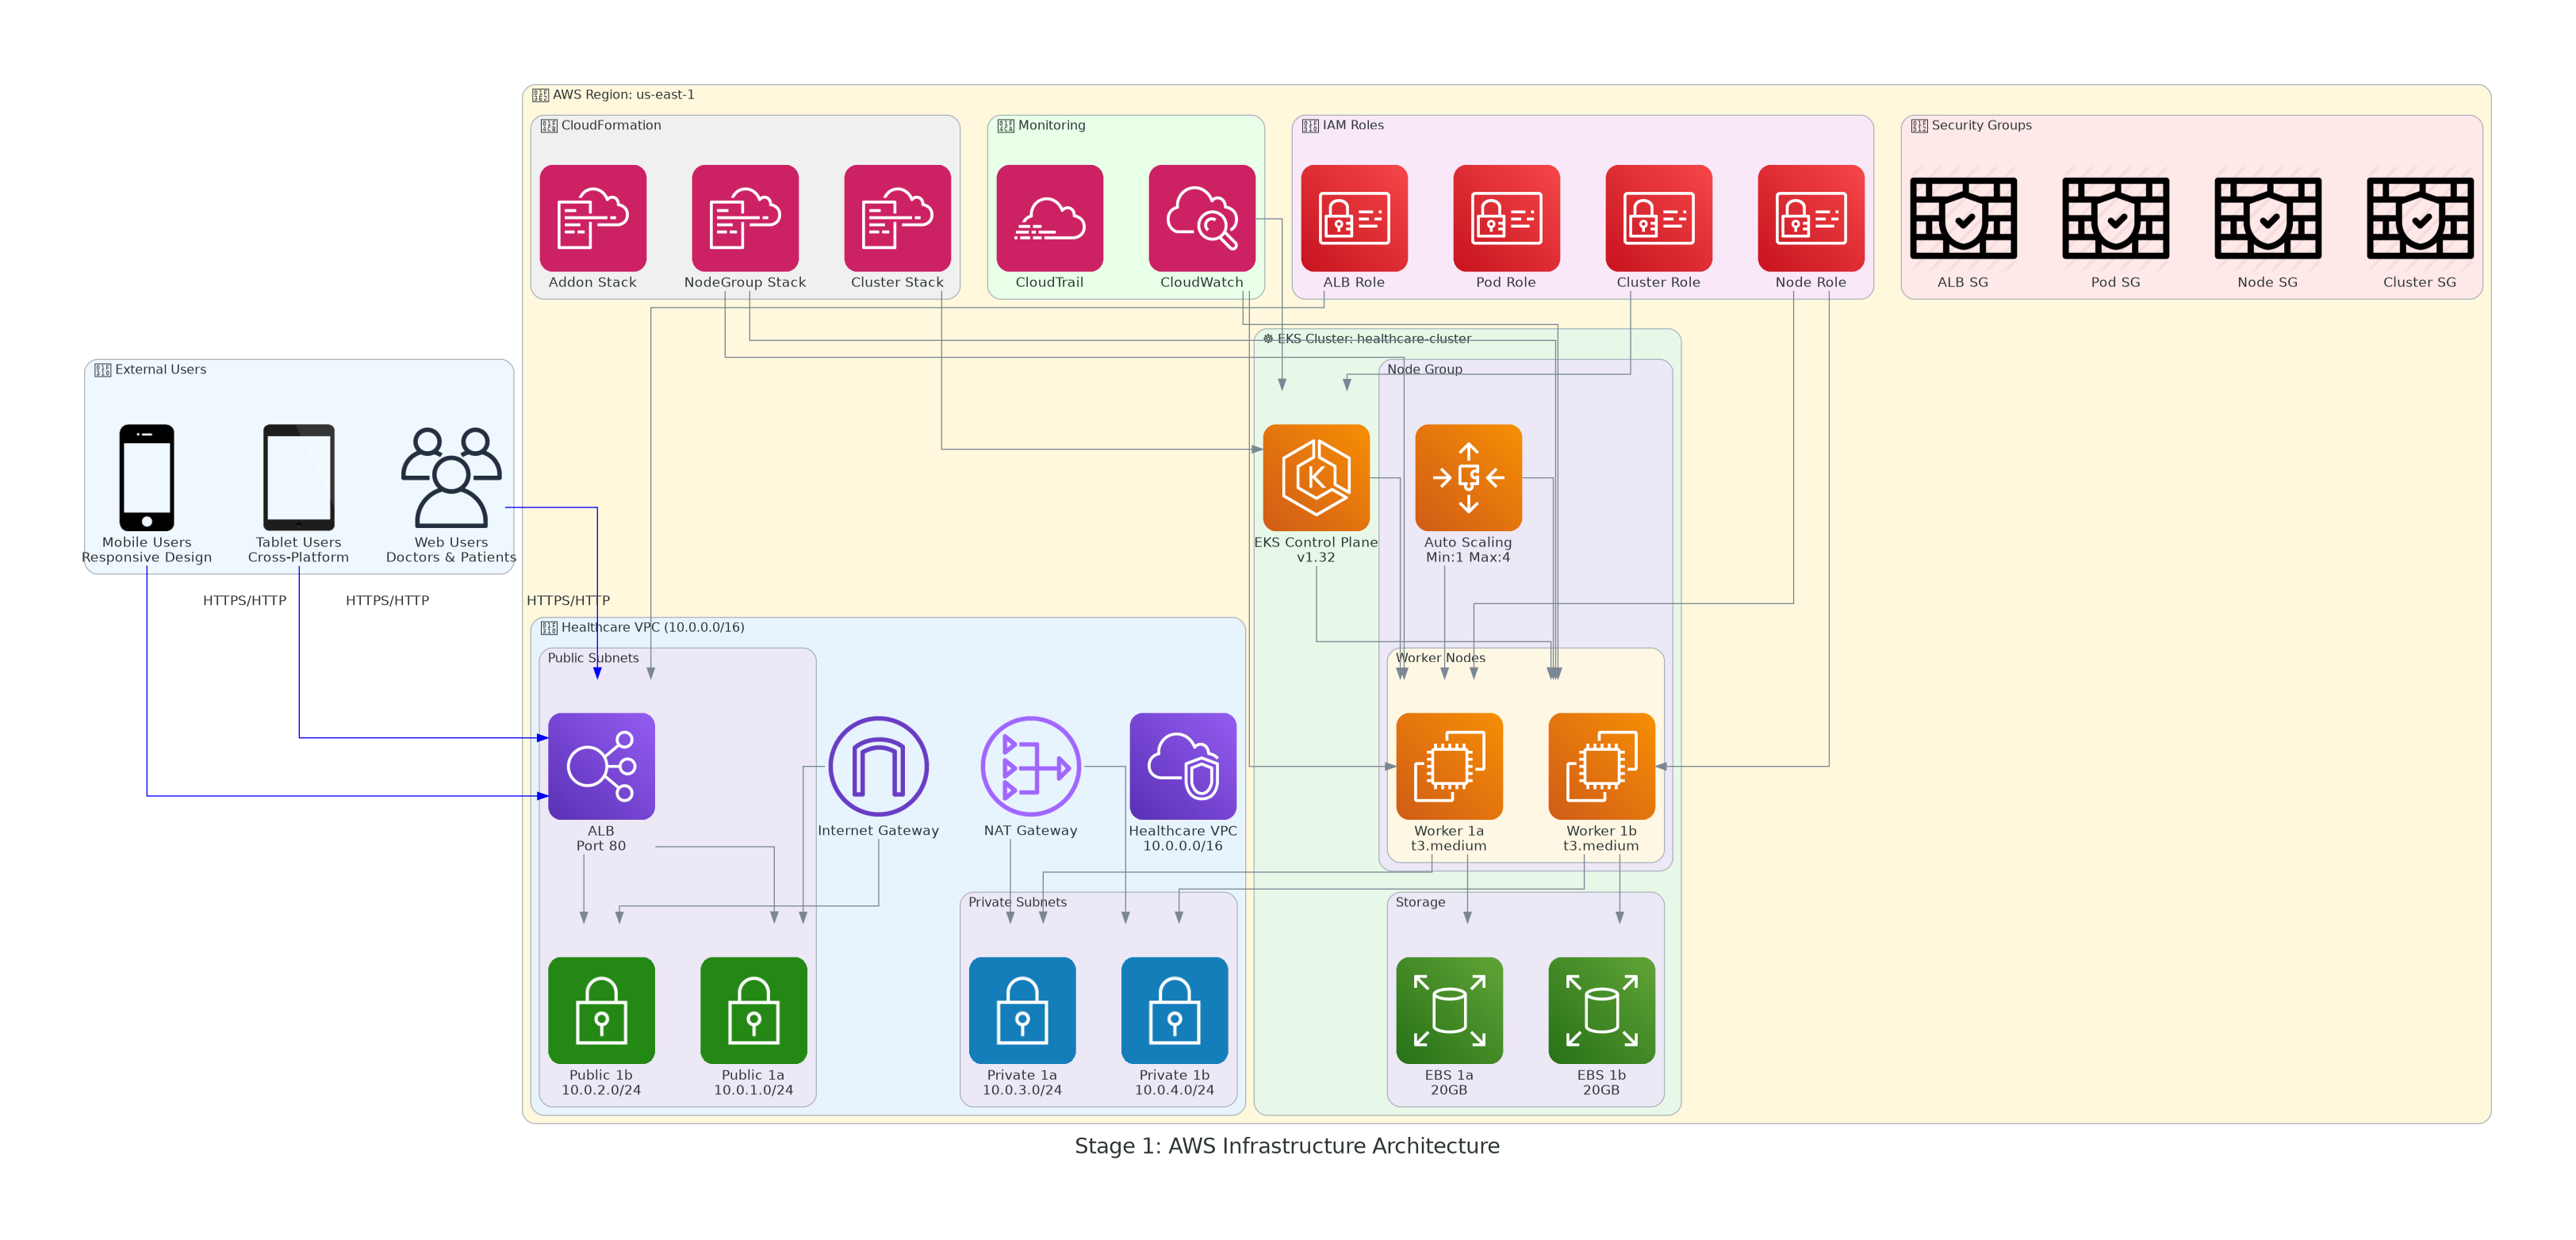 AWS Region: us-east-1
CloudFormation
Addon Stack
NodeGroup Stack
Cluster Stack
Monitoring
CloudTrail
CloudWatch
IAM Roles
ALB Role
Pod Role
Cluster Role
Node Role
Security Groups
ALB SG
Pod SG
Node SG
Cluster SG
External Users
Mobile Users
Responsive Design
Tablet Users
Cross-Platform
Web Users
Doctors & Patients
HTTPS/HTTP
HTTPS/HTTP
HTTPS/HTTP
EKS Cluster: healthcare-cluster
Node Group
EKS Control Plane
v1.32
Auto Scaling
Min:1 Max:4
Worker Nodes
Worker 1a
t3.medium
Worker 1b
t3.medium
Storage
EBS 1a
20GB
EBS 1b
20GB
Healthcare VPC (10.0.0.0/16)
Public Subnets
ALB
Port 80
Internet Gateway
NAT Gateway
Healthcare VPC
10.0.0.0/16
Public 1b
10.0.2.0/24
Public 1a
10.0.1.0/24
Private Subnets
Private 1a
10.0.3.0/24
Private 1b
10.0.4.0/24
Stage 1: AWS Infrastructure Architecture